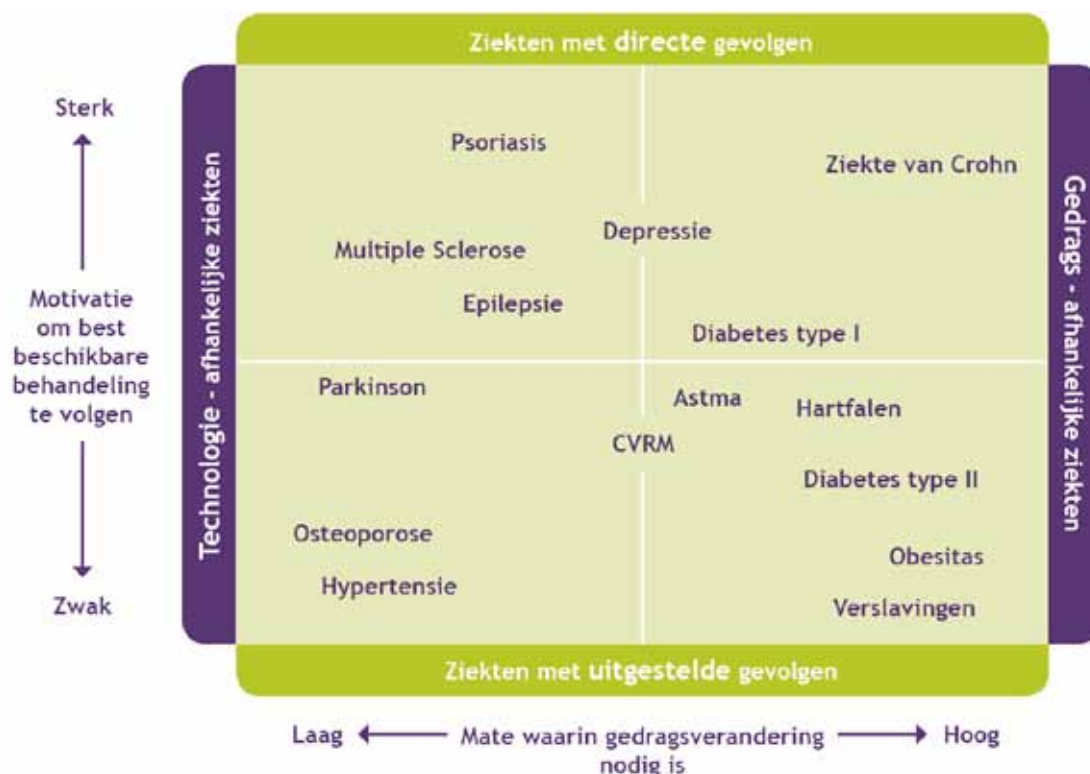 Ziekten met directe gevolgen
Sterk
Motivatie
om best
beschikbare
behandeling
te volgen
Zwak
Technologie - afhankelijke ziekten
Psoriasis
Ziekte van Crohn
Depressie
Multiple Sclerose
Epilepsie
Diabetes type I
Parkinson
Astma
Hartfalen
CVRM
Diabetes type II
Osteoporose
Obesitas
Hypertensie
Verslavingen
Gedrags - afhankelijke ziekten
Ziekten met uitgestelde gevolgen
Laag
Mate waarin gedragsverandering
nodig is
Hoog